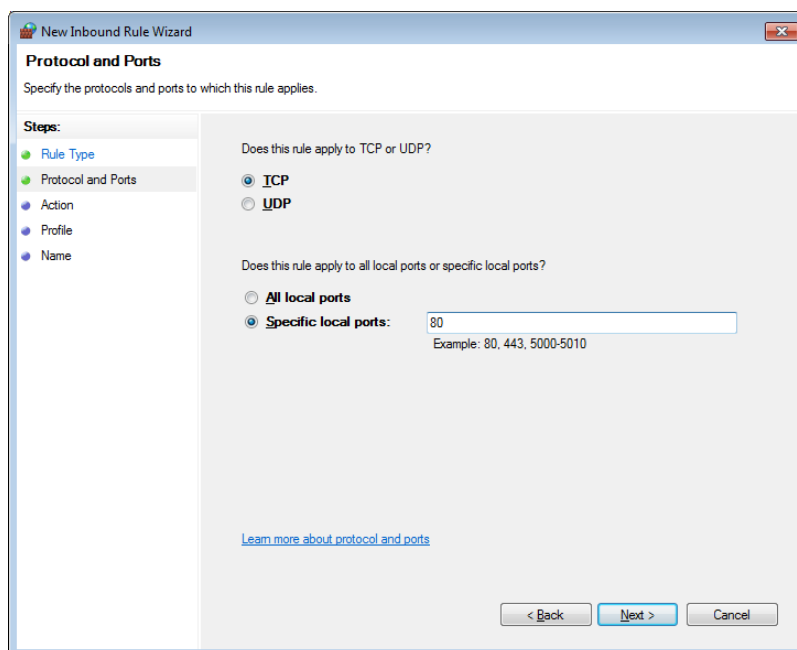 New Inbound Rule Wizard
Protocol and Ports
Specify the protocols and ports to which this rule applies.
Steps:
Rule Type
Protocol and Ports
Action
Profile
Name
Does this rule apply to TCP or UDP?
TCP
UDP
Does this rule apply to all local ports or specific local ports?
All local ports
Specific local ports: 80
Example: 80, 443, 5000-5010
Learn more about protocol and ports
< Back Next > Cancel